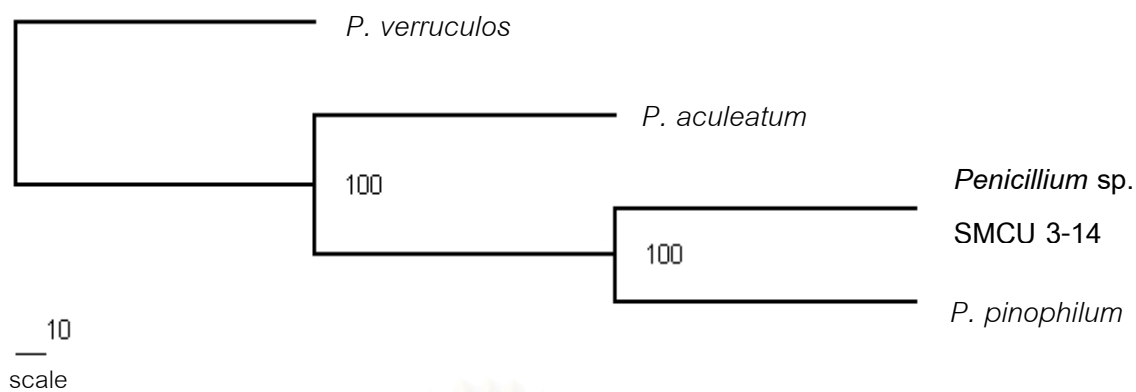 P. verruculos
P. aculeatum
100
Penicillium sp.
SMCU 3-14
100
P. pinophilum
10
scale